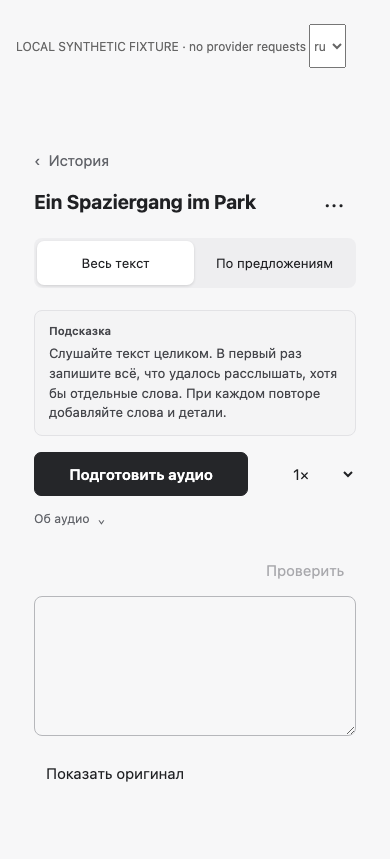 LOCAL SYNTHETIC FIXTURE · no provider requests ru
‹ История
Ein Spaziergang im Park ...
Весь текст По предложениям
Подсказка
Слушайте текст целиком. В первый раз
запишите всё, что удалось расслышать, хотя
бы отдельные слова. При каждом повторе
добавляйте слова и детали.
Подготовить аудио 1×
Об аудио
Проверить
Показать оригинал